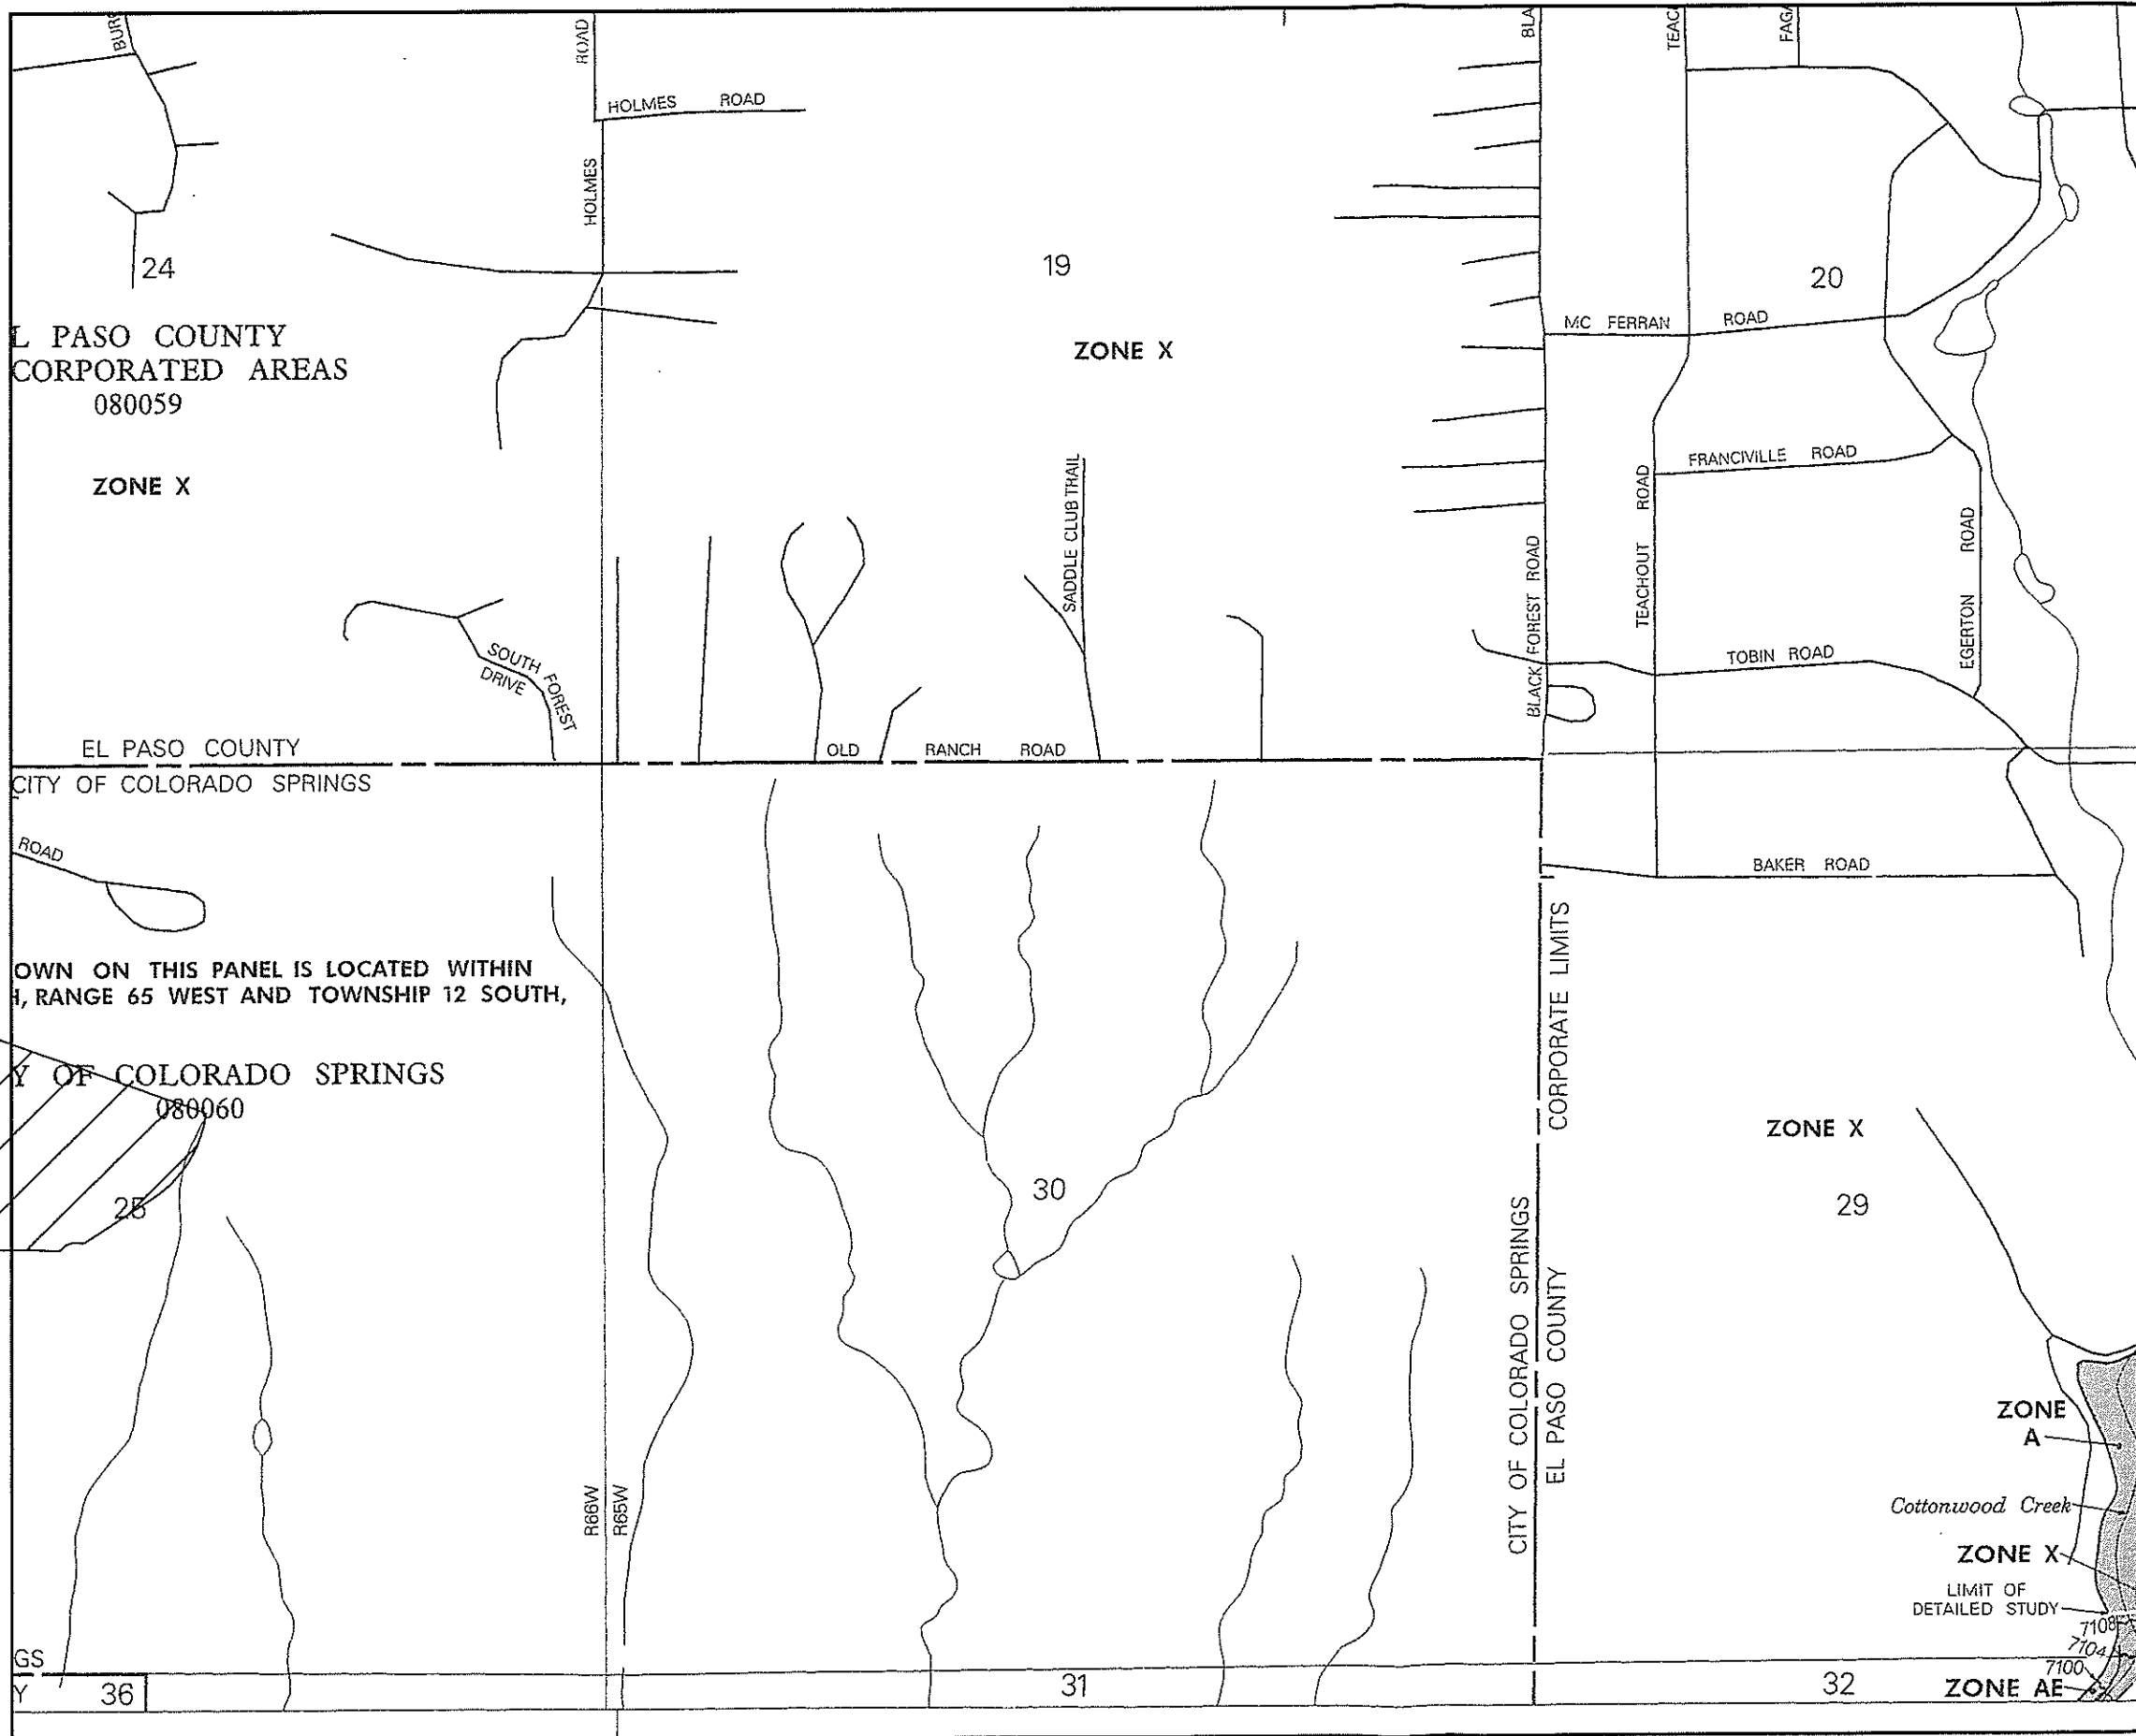 ROAD
HOLMES ROAD
HOLMES
24
19
20
MC FERRAN ROAD
L PASO COUNTY
CORPORATED AREAS
080059
ZONE X
ZONE X
FRANCIVILLE ROAD
SADDLE CLUB TRAIL
BLACK FOREST ROAD
TEACHOUT ROAD
EGERTON ROAD
TOBIN ROAD
SOUTH FOREST
DRIVE
EL PASO COUNTY
OLD RANCH ROAD
CITY OF COLORADO SPRINGS
ROAD
BAKER ROAD
OWN ON THIS PANEL IS LOCATED WITHIN
H, RANGE 65 WEST AND TOWNSHIP 12 SOUTH,
CORPORATE LIMITS
Y OF COLORADO SPRINGS
080060
ZONE X
25
30
29
CITY OF COLORADO SPRINGS
EL PASO COUNTY
ZONE
A
R66W
R65W
Cottonwood Creek
ZONE X
LIMIT OF
DETAILED STUDY
7108
7104
7100
GS
Y 36
31
32
ZONE AE